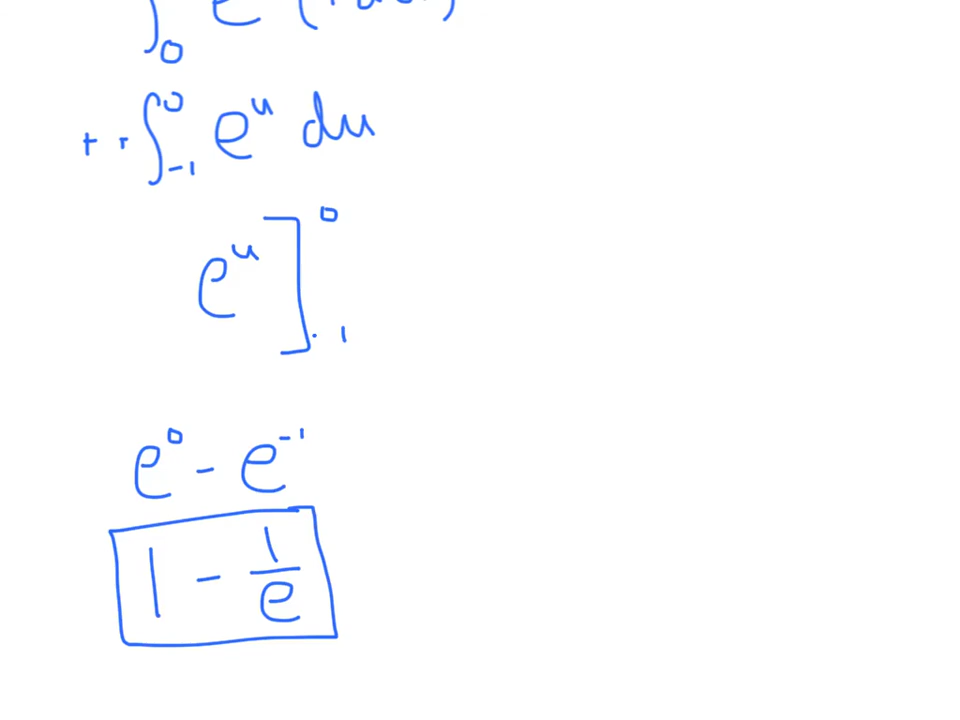 ∫₀ e
+ ∫₋₁⁰ eᵘ du
eᵘ]₋₁⁰
e⁰ - e⁻¹
1 - 1/e